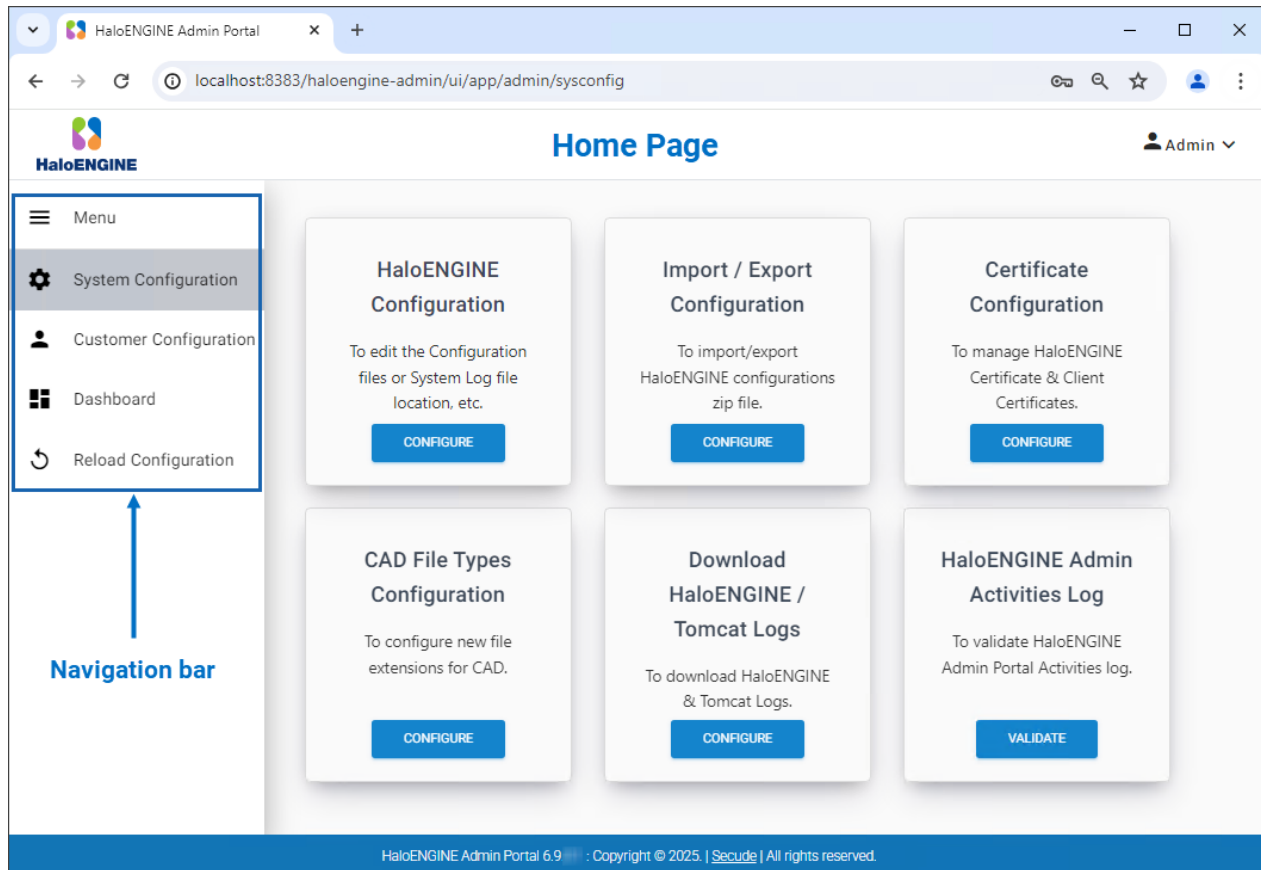 HaloENGINE Admin Portal
localhost:8383/haloengine-admin/ui/app/admin/sysconfig
HaloENGINE
Home Page
Admin
Menu
System Configuration
Customer Configuration
Dashboard
Reload Configuration
Navigation bar
HaloENGINE
Configuration
To edit the Configuration
files or System Log file
location, etc.
CONFIGURE
Import / Export
Configuration
To import/export
HaloENGINE configurations
zip file.
CONFIGURE
Certificate
Configuration
To manage HaloENGINE
Certificate & Client
Certificates.
CONFIGURE
CAD File Types
Configuration
To configure new file
extensions for CAD.
CONFIGURE
Download
HaloENGINE /
Tomcat Logs
To download HaloENGINE
& Tomcat Logs.
CONFIGURE
HaloENGINE Admin
Activities Log
To validate HaloENGINE
Admin Portal Activities log.
VALIDATE
HaloENGINE Admin Portal 6.9 : Copyright © 2025. | Secude | All rights reserved.